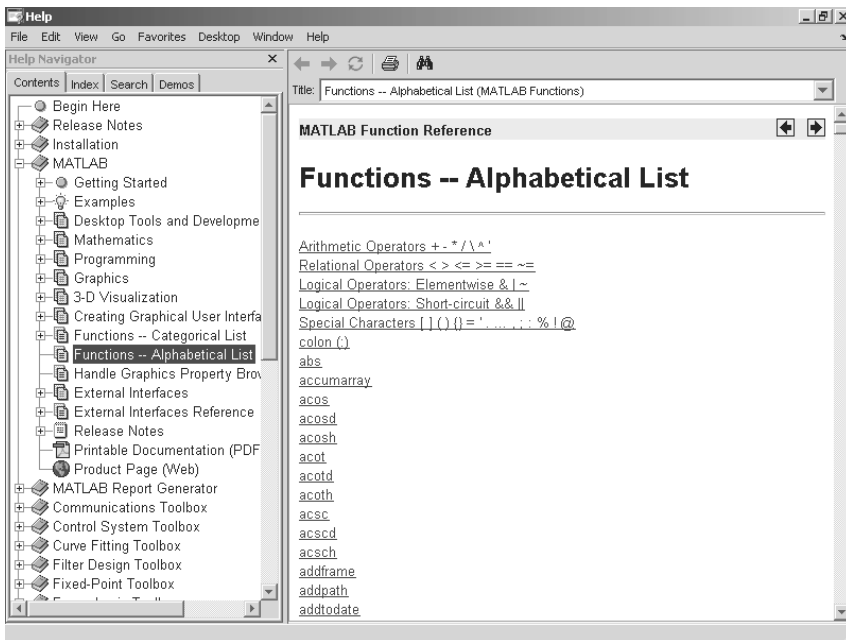 Help
File Edit View Go Favorites Desktop Window Help
Help Navigator
Contents Index Search Demos
Begin Here
Release Notes
Installation
MATLAB
Getting Started
Examples
Desktop Tools and Developme
Mathematics
Programming
Graphics
3-D Visualization
Creating Graphical User Interfa
Functions -- Categorical List
Functions -- Alphabetical List
Handle Graphics Property Brov
External Interfaces
External Interfaces Reference
Release Notes
Printable Documentation (PDF
Product Page (Web)
MATLAB Report Generator
Communications Toolbox
Control System Toolbox
Curve Fitting Toolbox
Filter Design Toolbox
Fixed-Point Toolbox
Title: Functions -- Alphabetical List (MATLAB Functions)
MATLAB Function Reference
Functions -- Alphabetical List
Arithmetic Operators + - * / \ ^ '
Relational Operators < > <= >= == ~=
Logical Operators: Elementwise & | ~
Logical Operators: Short-circuit && ||
Special Characters [ ] ( ) {} = ' . ... , ; : % ! @
colon (:)
abs
accumarray
acos
acosd
acosh
acot
acotd
acoth
acsc
acscd
acsch
addframe
addpath
addtodate